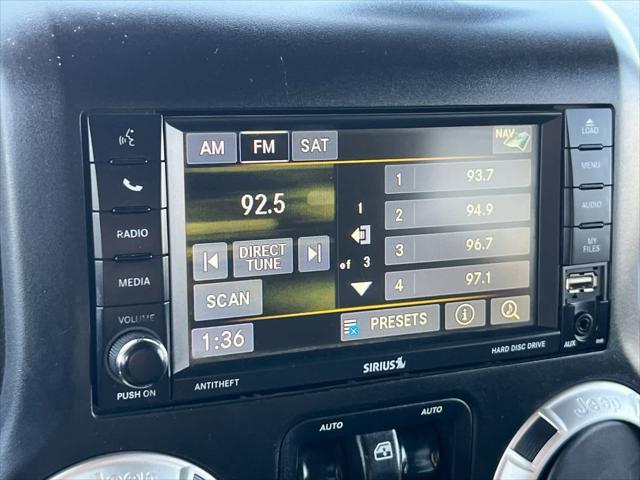 LOAD
AM FM SAT NAV
MENU
1 93.7
92.5
1
2 94.9
AUDIO
RADIO
DIRECT TUNE
3 96.7
MY FILES
of 3
MEDIA
4 97.1
SCAN
VOLUME
1:36
PRESETS
PUSH ON
ANTITHEFT
SIRIUS
HARD DISC DRIVE
AUX
AUTO
AUTO
Jeep
Jeep